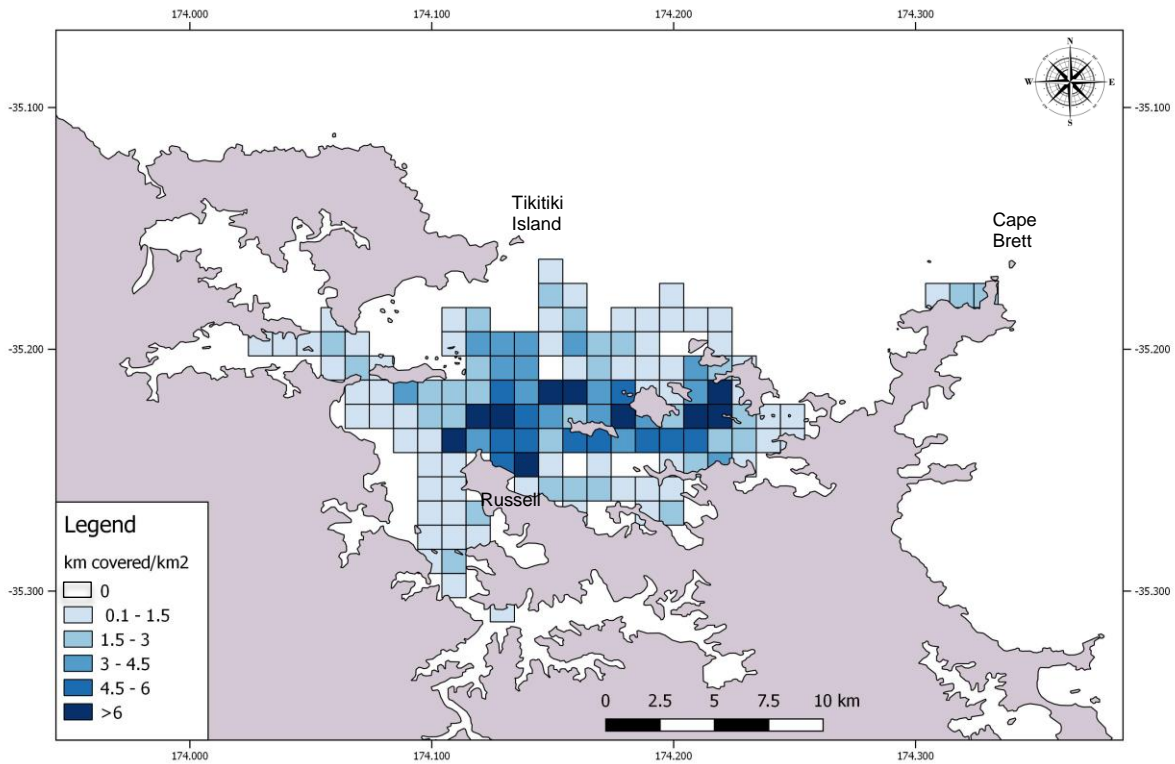 174.000 174.100 174.200 174.300
N
W E
S
-35.100 -35.100
Tikitiki
Island
Cape
Brett
-35.200 -35.200
Russell
Legend
km covered/km2
0
0.1 - 1.5
1.5 - 3
3 - 4.5
4.5 - 6
>6
-35.300 -35.300
0 2.5 5 7.5 10 km
174.000 174.100 174.200 174.300